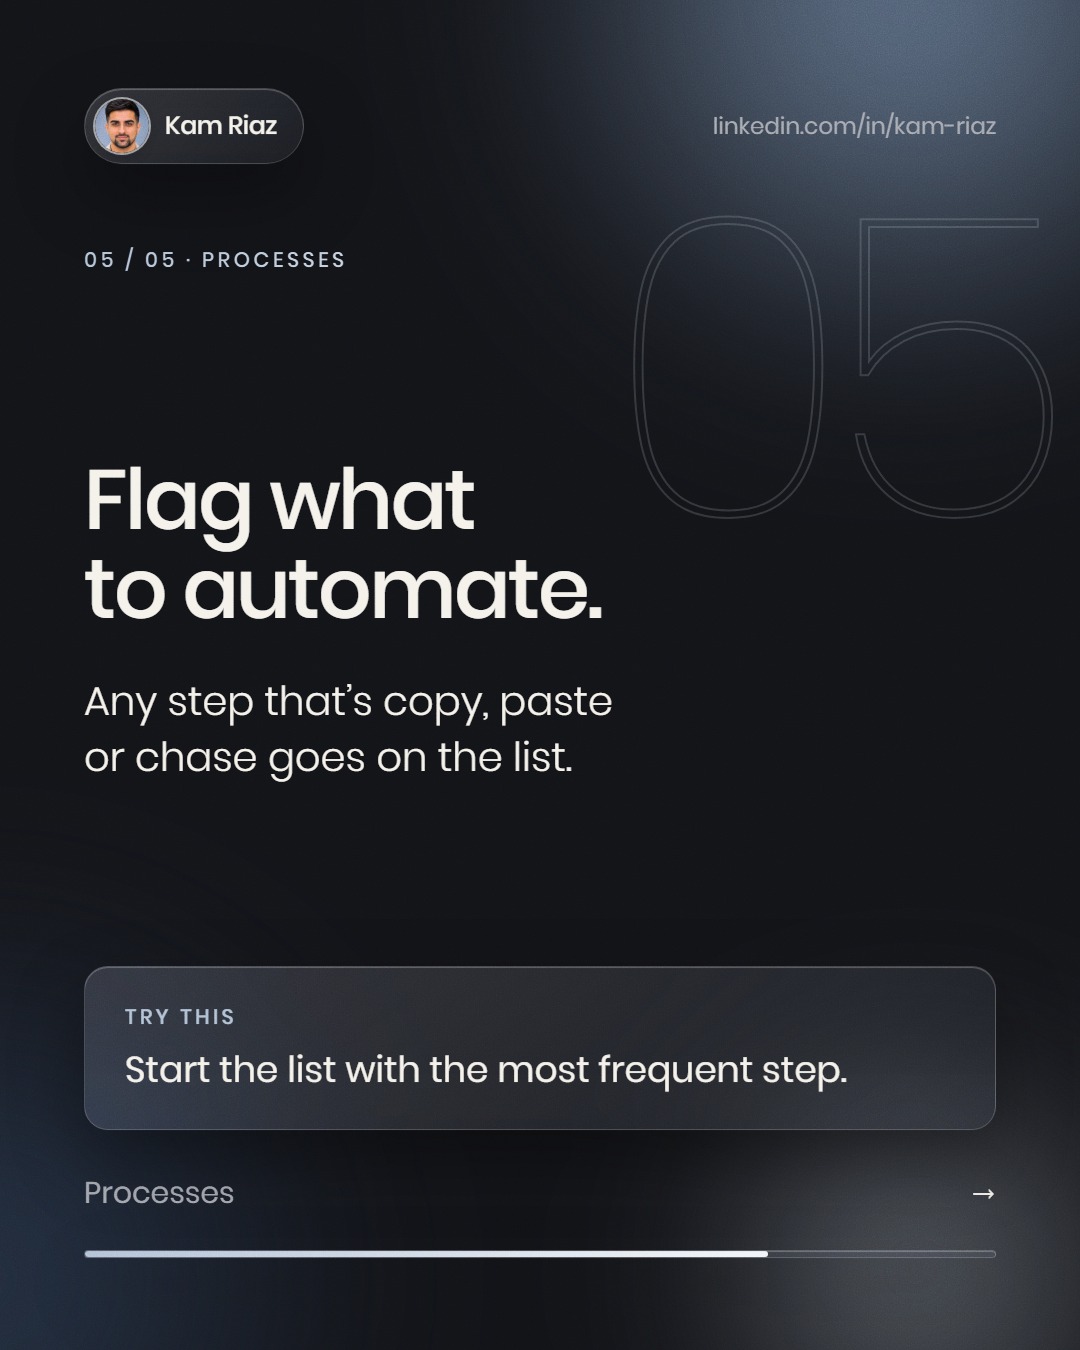 Kam Riaz
linkedin.com/in/kam-riaz
05 / 05 · PROCESSES
05
Flag what
to automate.
Any step that’s copy, paste
or chase goes on the list.
TRY THIS
Start the list with the most frequent step.
Processes
→